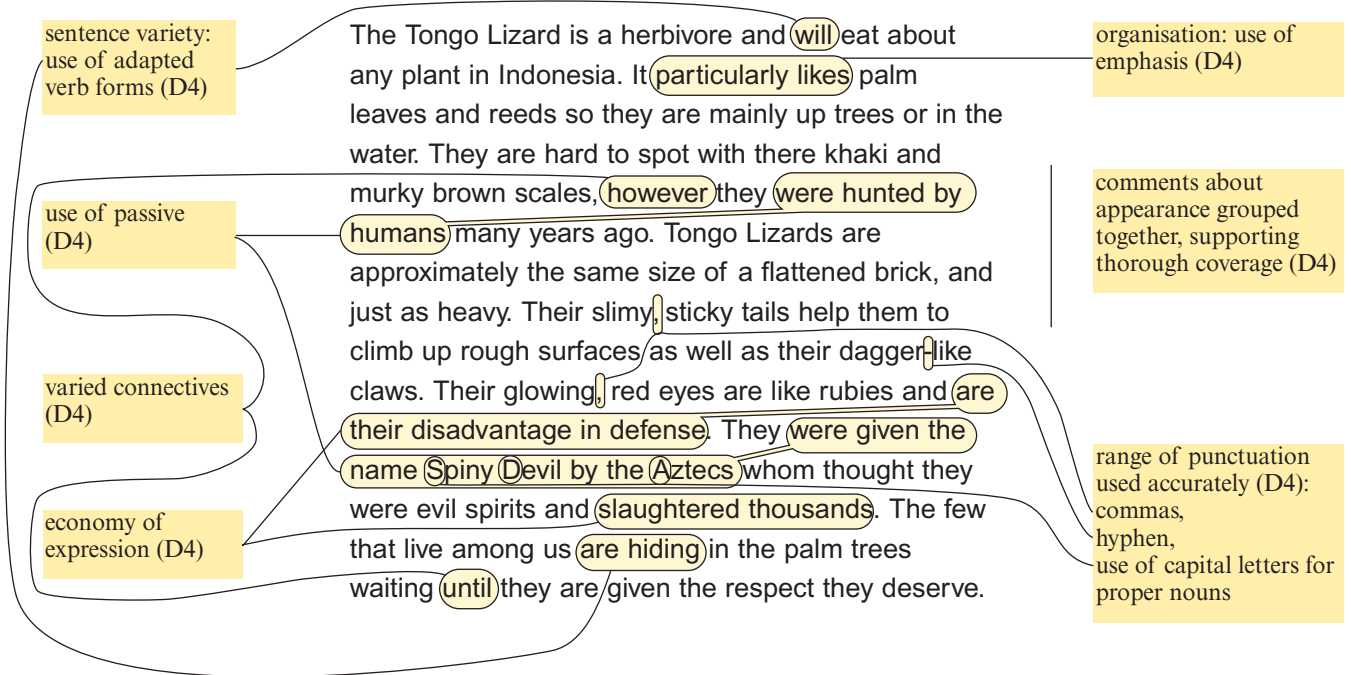 sentence variety:
use of adapted
verb forms (D4)
use of passive
(D4)
varied connectives
(D4)
economy of
expression (D4)
The Tongo Lizard is a herbivore and will eat about
any plant in Indonesia. It particularly likes palm
leaves and reeds so they are mainly up trees or in the
water. They are hard to spot with there khaki and
murky brown scales, however they were hunted by
humans many years ago. Tongo Lizards are
approximately the same size of a flattened brick, and
just as heavy. Their slimy, sticky tails help them to
climb up rough surfaces as well as their dagger-like
claws. Their glowing, red eyes are like rubies and are
their disadvantage in defense. They were given the
name Spiny Devil by the Aztecs whom thought they
were evil spirits and slaughtered thousands. The few
that live among us are hiding in the palm trees
waiting until they are given the respect they deserve.
organisation: use of
emphasis (D4)
comments about
appearance grouped
together, supporting
thorough coverage (D4)
range of punctuation
used accurately (D4):
commas,
hyphen,
use of capital letters for
proper nouns